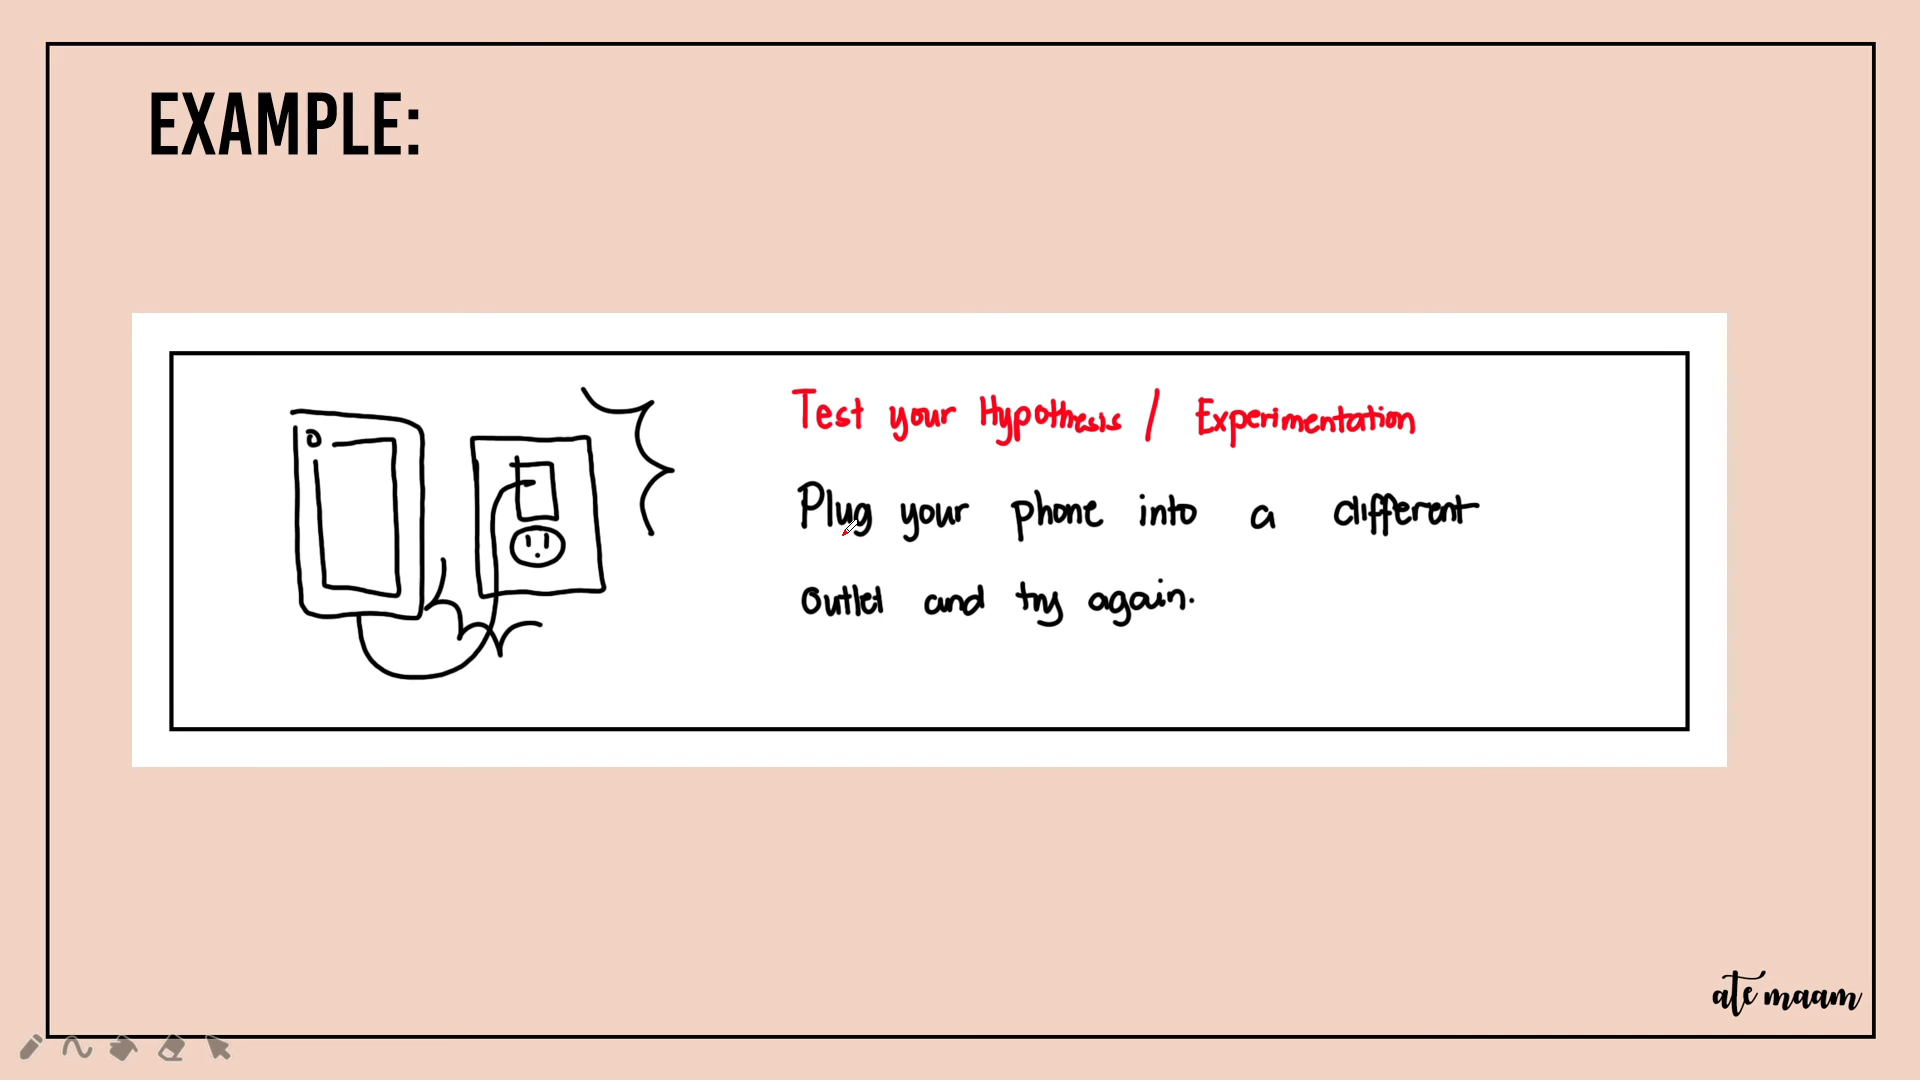 EXAMPLE:
Test your Hypothesis / Experimentation
Plug your phone into a different
outlet and try again.
ate maam